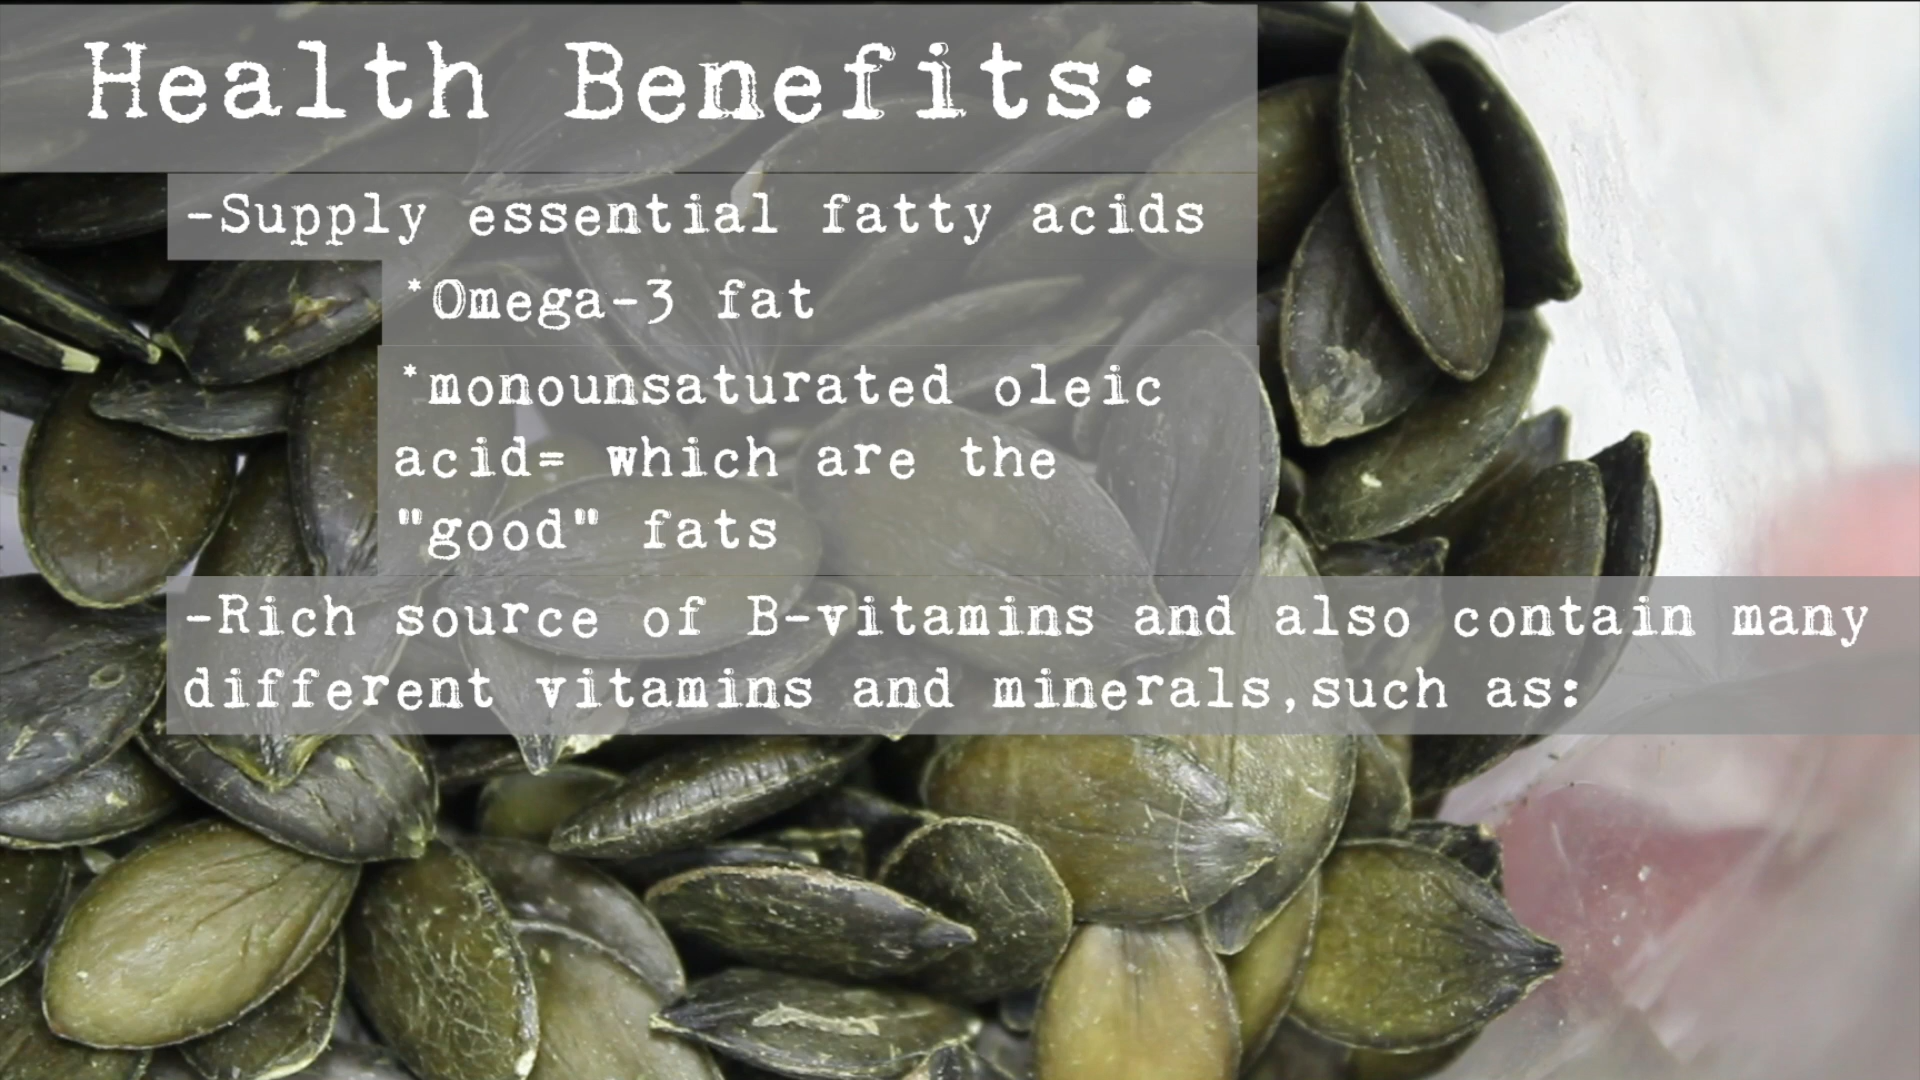 Health Benefits:
-Supply essential fatty acids
*Omega-3 fat
*monounsaturated oleic
acid= which are the
"good" fats
-Rich source of B-vitamins and also contain many
different vitamins and minerals,such as: